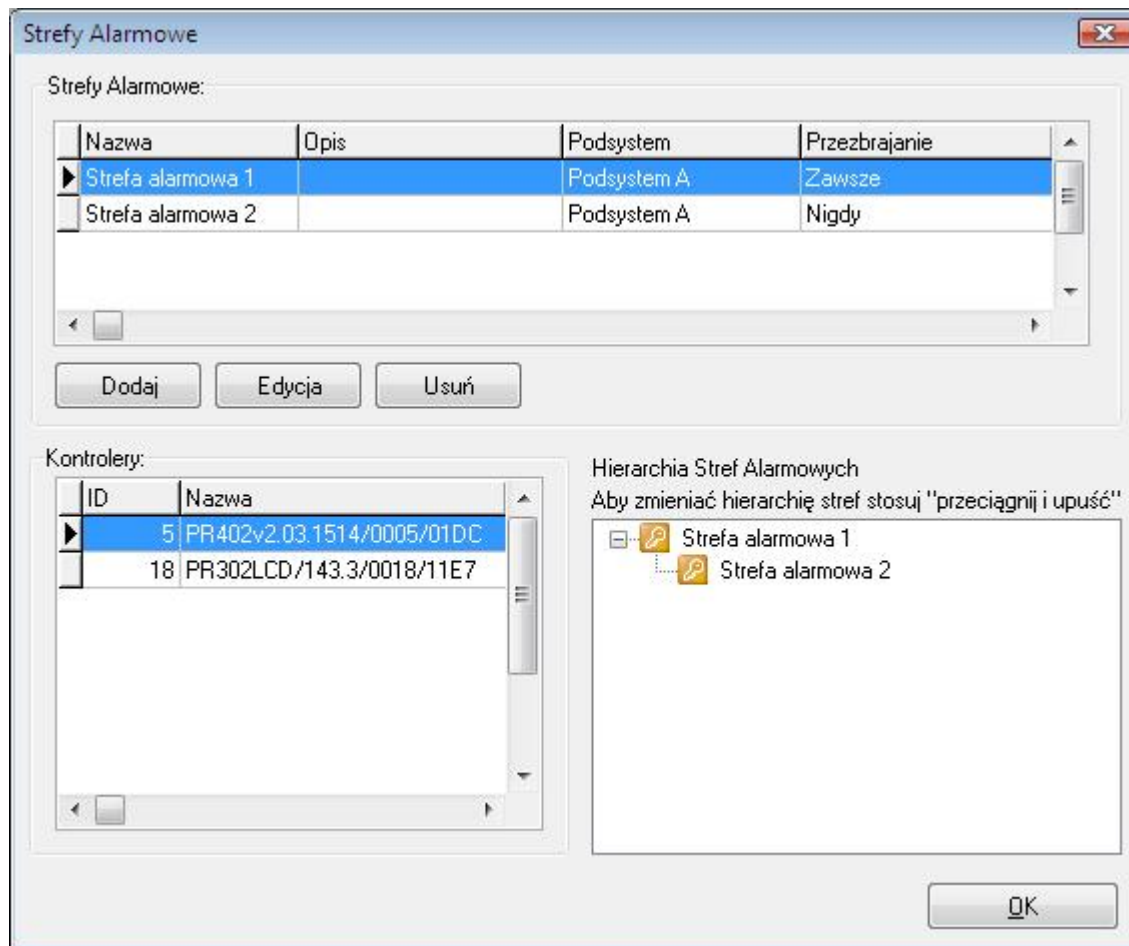 Strefy Alarmowe
Strefy Alarmowe:
Nazwa Opis Podsystem Przezbrajanie
Strefa alarmowa 1 Podsystem A Zawsze
Strefa alarmowa 2 Podsystem A Nigdy
Dodaj Edycja Usuń
Kontrolery:
ID Nazwa
5 PR402v2.03.1514/0005/01DC
18 PR302LCD/143.3/0018/11E7
Hierarchia Stref Alarmowych
Aby zmieniać hierarchię stref stosuj "przeciągnij i upuść"
Strefa alarmowa 1
Strefa alarmowa 2
OK